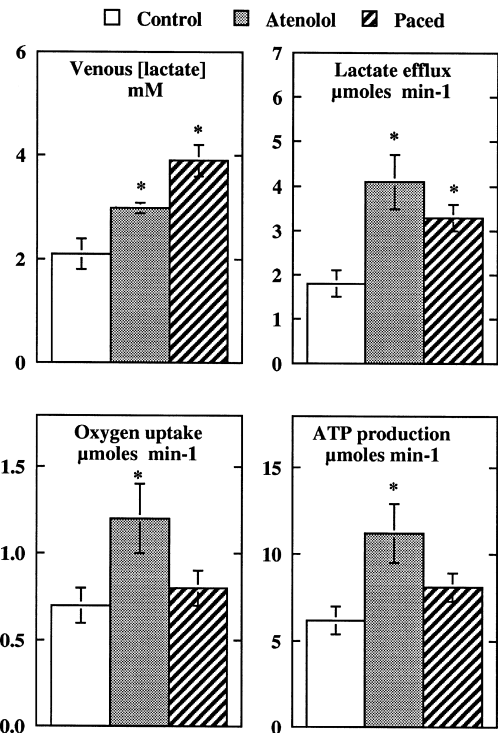 Control Atenolol Paced
Venous [lactate]
mM
6
4
2
0
*
*
Lactate efflux
µmoles min-1
7
6
5
4
3
2
1
0
*
*
Oxygen uptake
µmoles min-1
1.5
1.0
0.5
0.0
*
ATP production
µmoles min-1
15
10
5
0
*